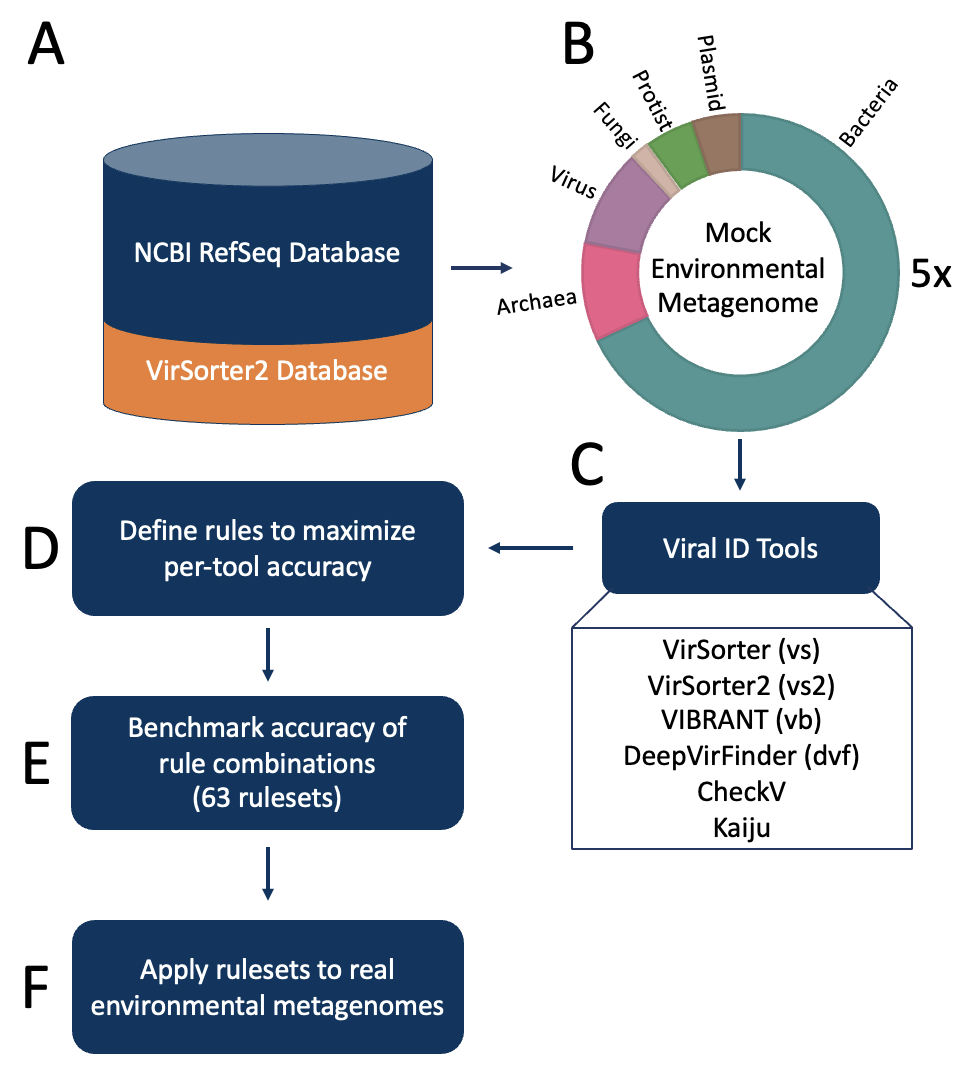 A
NCBI RefSeq Database
VirSorter2 Database
B
Bacteria
Plasmid
Protist
Fungi
Virus
Archaea
Mock
Environmental
Metagenome
5x
C
Viral ID Tools
VirSorter (vs)
VirSorter2 (vs2)
VIBRANT (vb)
DeepVirFinder (dvf)
CheckV
Kaiju
D
Define rules to maximize
per-tool accuracy
E
Benchmark accuracy of
rule combinations
(63 rulesets)
F
Apply rulesets to real
environmental metagenomes